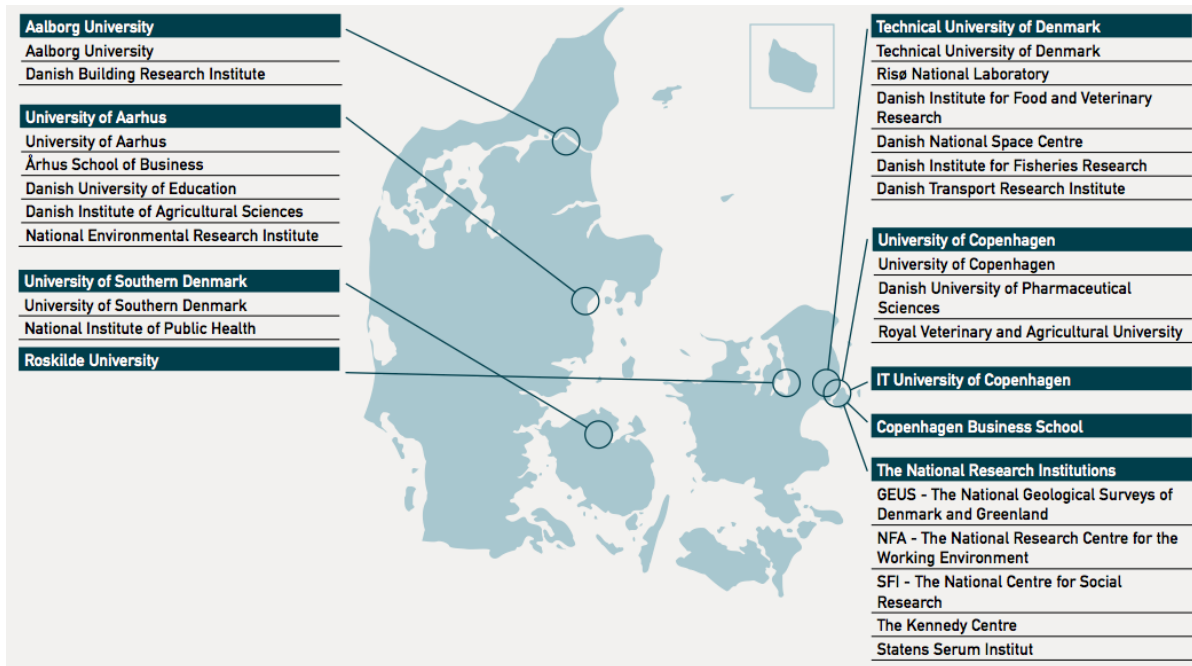 Aalborg University
Aalborg University
Danish Building Research Institute
University of Aarhus
University of Aarhus
Århus School of Business
Danish University of Education
Danish Institute of Agricultural Sciences
National Environmental Research Institute
University of Southern Denmark
University of Southern Denmark
National Institute of Public Health
Roskilde University
Technical University of Denmark
Technical University of Denmark
Risø National Laboratory
Danish Institute for Food and Veterinary
Research
Danish National Space Centre
Danish Institute for Fisheries Research
Danish Transport Research Institute
University of Copenhagen
University of Copenhagen
Danish University of Pharmaceutical
Sciences
Royal Veterinary and Agricultural University
IT University of Copenhagen
Copenhagen Business School
The National Research Institutions
GEUS - The National Geological Surveys of
Denmark and Greenland
NFA - The National Research Centre for the
Working Environment
SFI - The National Centre for Social
Research
The Kennedy Centre
Statens Serum Institut